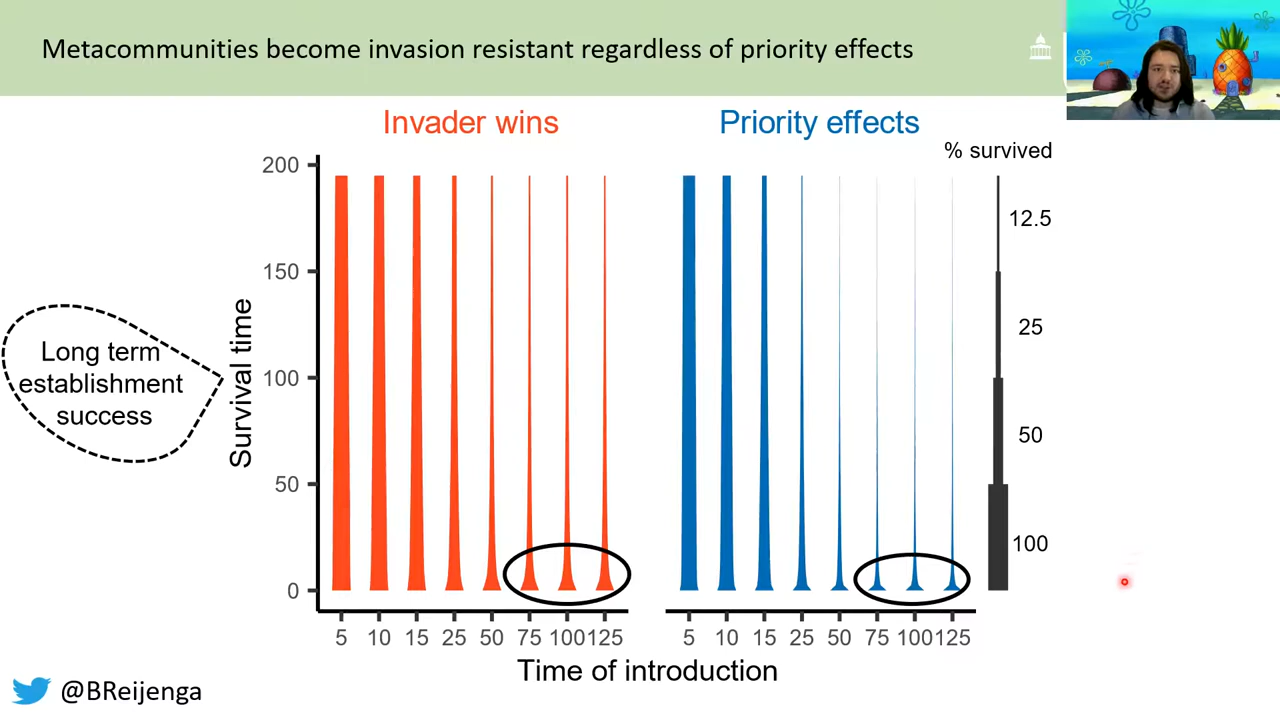 Metacommunities become invasion resistant regardless of priority effects
Invader wins
Priority effects
% survived
200
150
100
50
0
Survival time
Long term
establishment
success
12.5
25
50
100
5 10 15 25 50 75 100 125
5 10 15 25 50 75 100 125
Time of introduction
@BReijenga